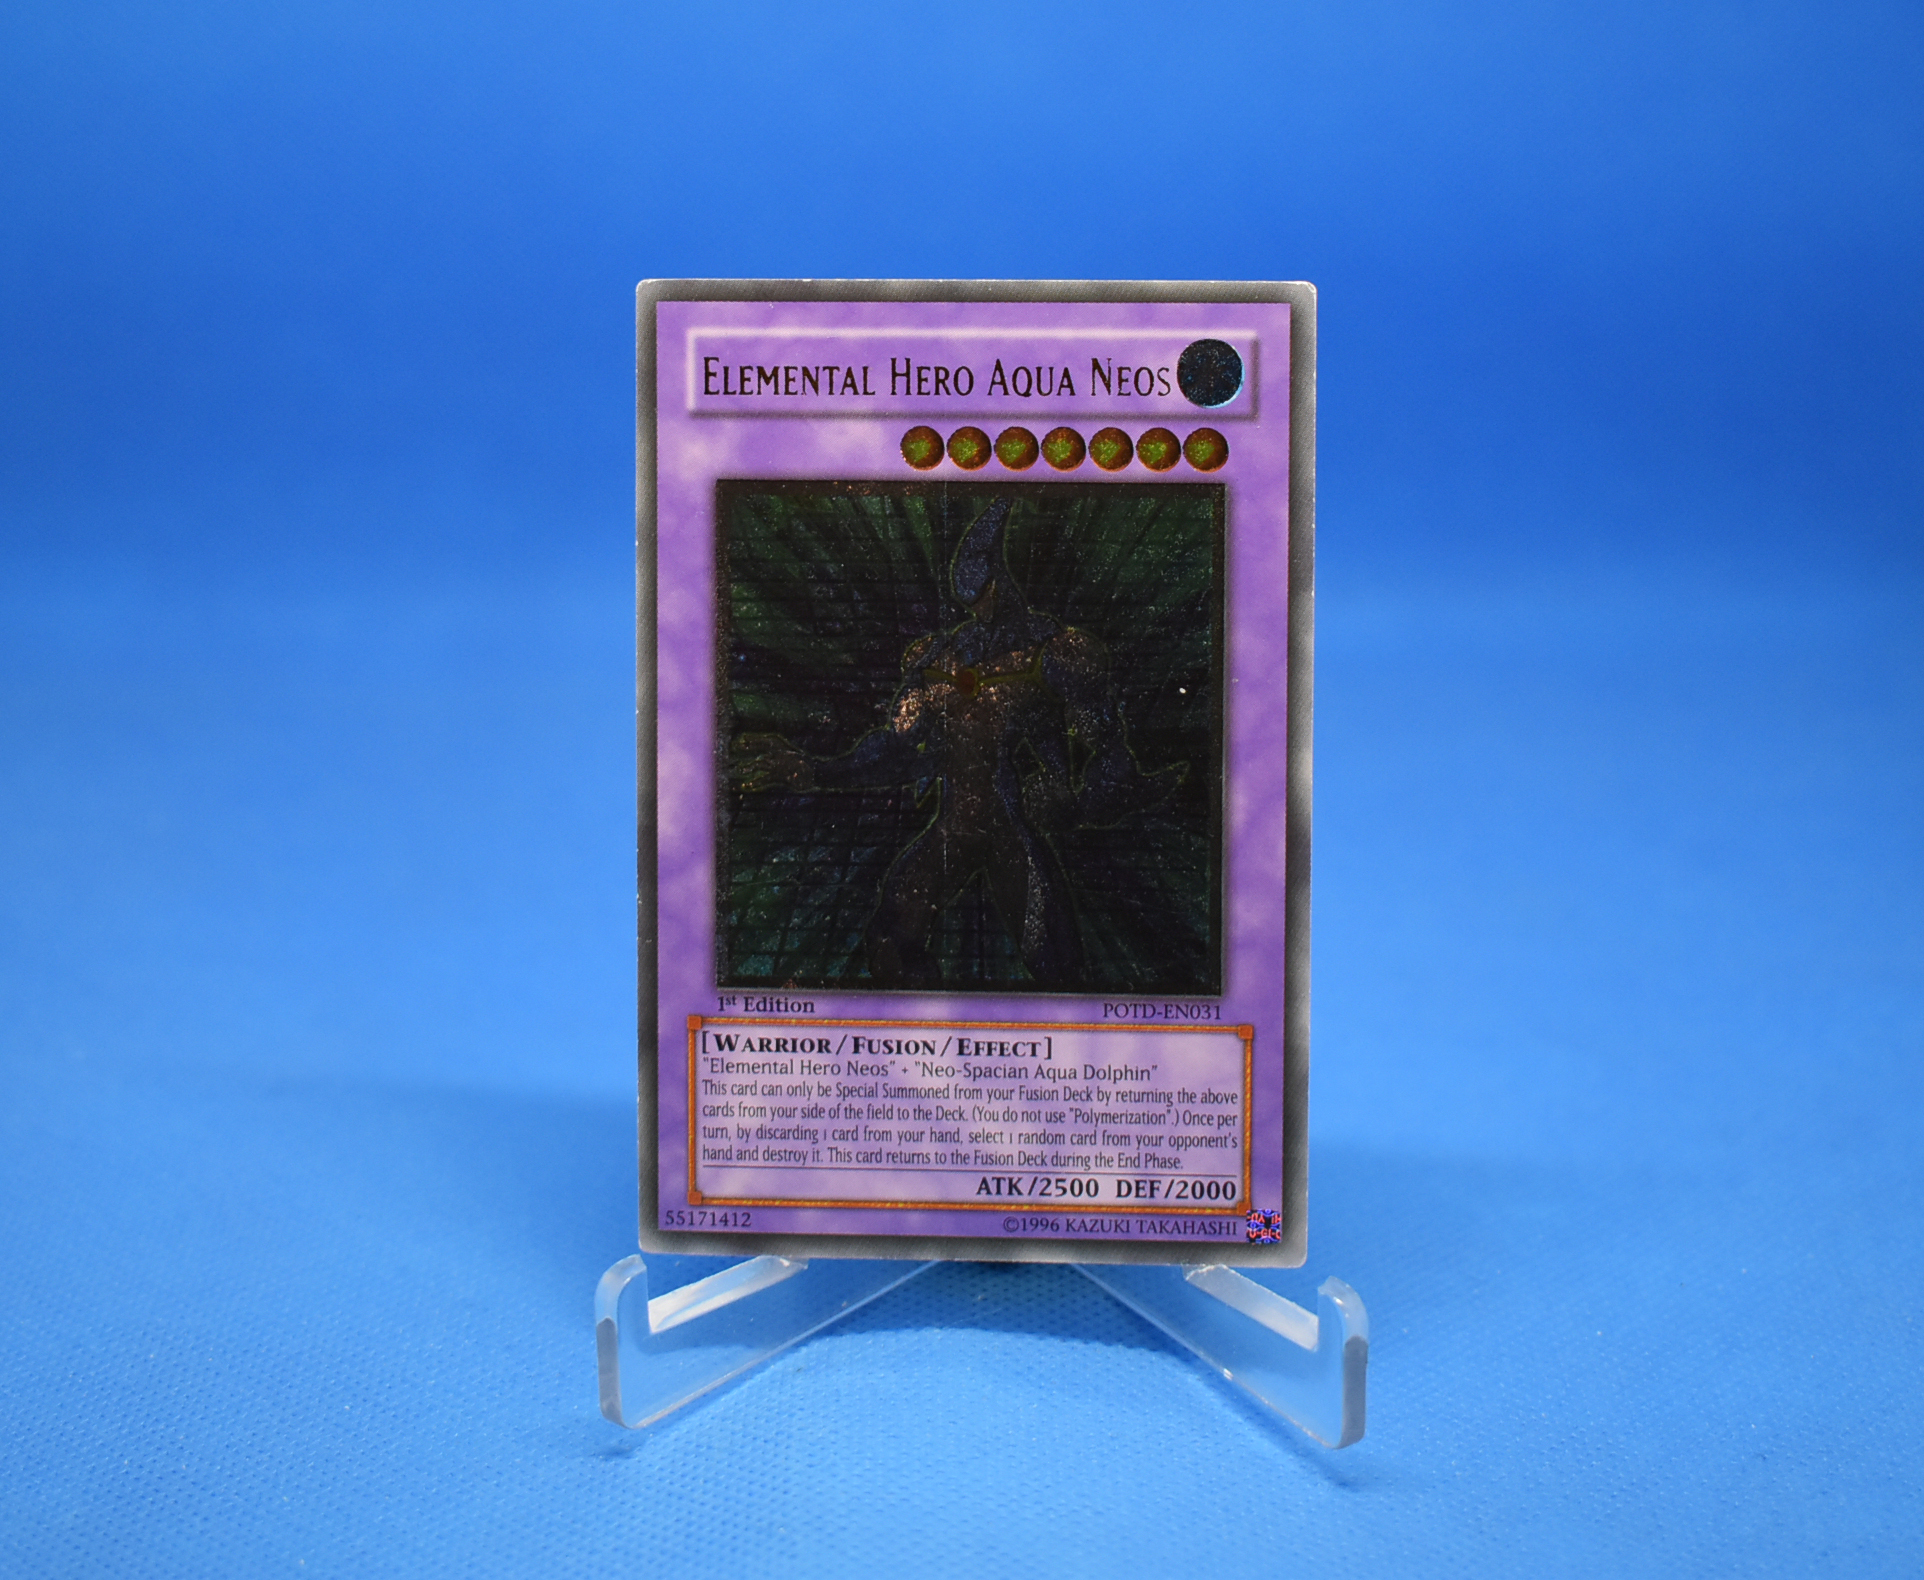 ELEMENTAL HERO AQUA NEOS
1st Edition
POTD-EN031
[WARRIOR/FUSION/EFFECT]
"Elemental Hero Neos" + "Neo-Spacian Aqua Dolphin"
This card can only be Special Summoned from your Fusion Deck by returning the above
cards from your side of the field to the Deck. (You do not use "Polymerization".) Once per
turn, by discarding 1 card from your hand, select 1 random card from your opponent's
hand and destroy it. This card returns to the Fusion Deck during the End Phase.
ATK/2500 DEF/2000
55171412
©1996 KAZUKI TAKAHASHI